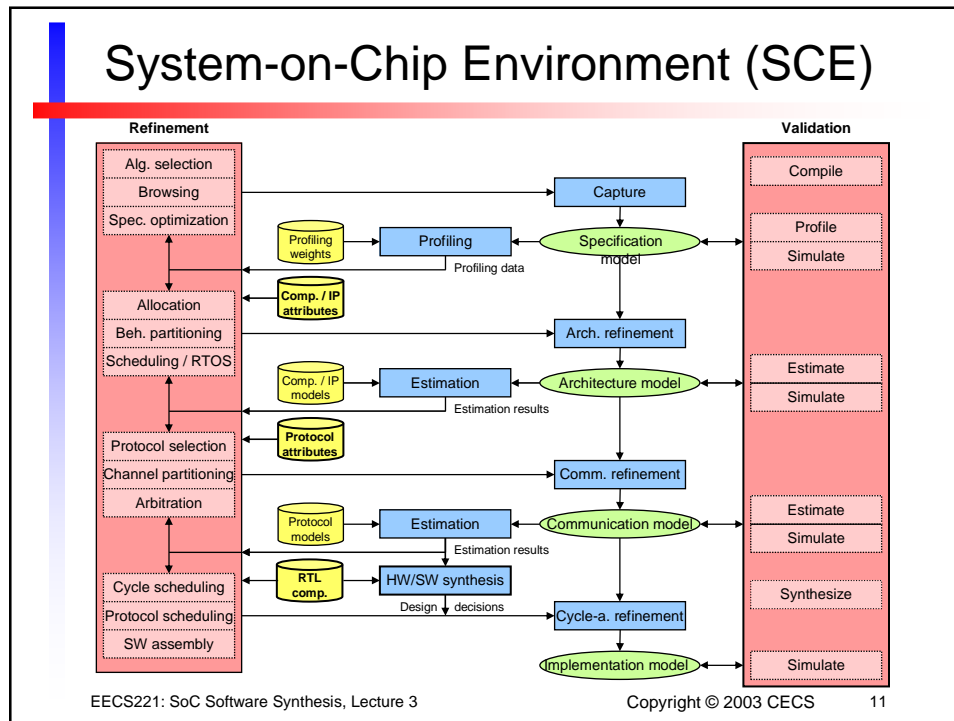 System-on-Chip Environment (SCE)
Refinement
Validation
Alg. selection
Browsing
Spec. optimization
Capture
Compile
Profiling
weights
Profiling
Profiling data
Specification
model
Profile
Simulate
Comp. / IP
attributes
Allocation
Beh. partitioning
Scheduling / RTOS
Arch. refinement
Comp. / IP
models
Estimation
Estimation results
Architecture model
Estimate
Simulate
Protocol
attributes
Protocol selection
Channel partitioning
Arbitration
Comm. refinement
Protocol
models
Estimation
Estimation results
Communication model
Estimate
Simulate
RTL
comp.
HW/SW synthesis
Design decisions
Cycle scheduling
Protocol scheduling
SW assembly
Cycle-a. refinement
Synthesize
Implementation model
Simulate
EECS221: SoC Software Synthesis, Lecture 3
Copyright © 2003 CECS
11